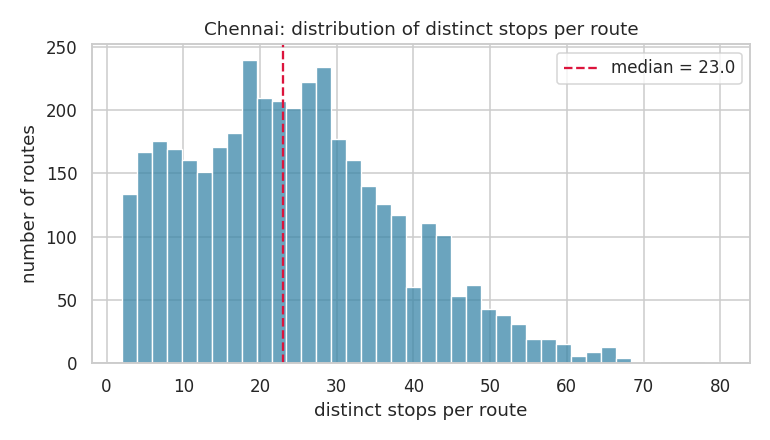 Chennai: distribution of distinct stops per route
median = 23.0
number of routes
250
200
150
100
50
0
0 10 20 30 40 50 60 70 80
distinct stops per route